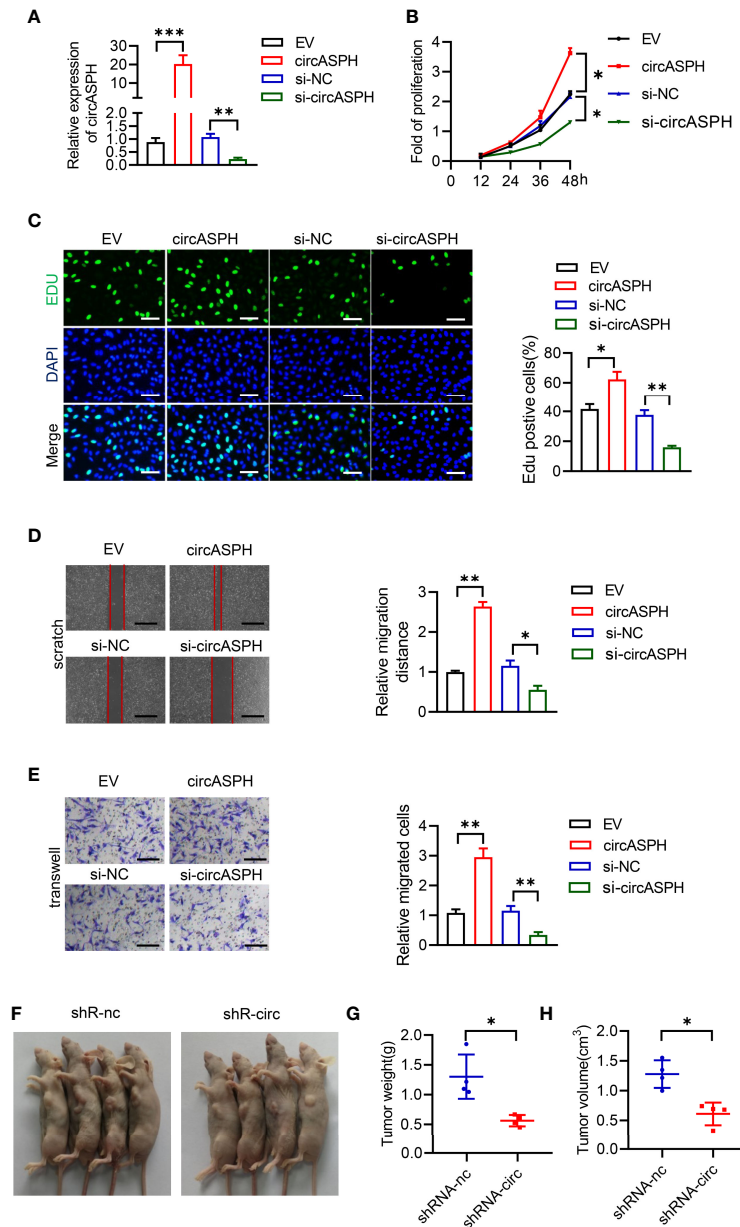 A
Relative expression
of circASPH
30
20
10
2.0
1.5
1.0
0.5
0.0
***
**
EV
circASPH
si-NC
si-circASPH
B
Fold of proliferation
4
3
2
1
0
0 12 24 36 48h
*
*
EV
circASPH
si-NC
si-circASPH
C
EV circASPH si-NC si-circASPH
EDU
DAPI
Merge
EV
circASPH
si-NC
si-circASPH
Edu postive cells(%)
80
60
40
20
0
*
**
D
EV circASPH
si-NC si-circASPH
scratch
Relative migration
distance
3
2
1
0
**
*
EV
circASPH
si-NC
si-circASPH
E
EV circASPH
si-NC si-circASPH
transwell
Relative migrated cells
4
3
2
1
0
**
**
EV
circASPH
si-NC
si-circASPH
F
shR-nc shR-circ
G
Tumor weight(g)
2.0
1.5
1.0
0.5
0.0
*
shRNA-nc
shRNA-circ
H
Tumor volume(cm³)
2.0
1.5
1.0
0.5
0.0
*
shRNA-nc
shRNA-circ